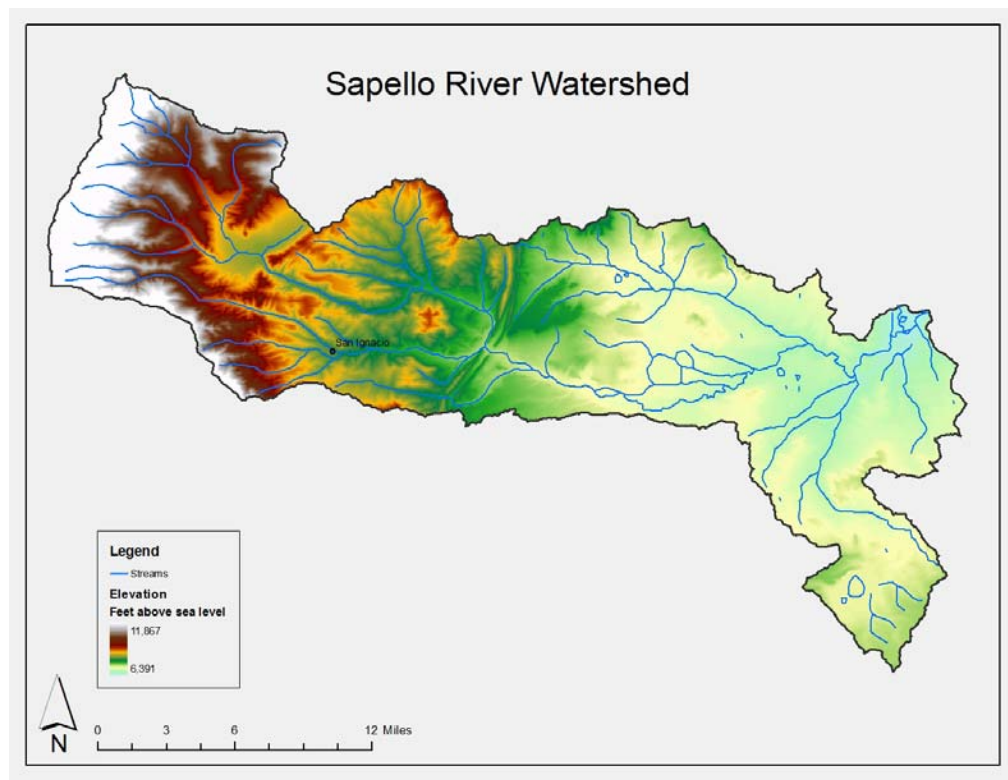 Sapello River Watershed
San Ignacio
Legend
Streams
Elevation
Feet above sea level
11,867
6,391
N
0 3 6 12 Miles